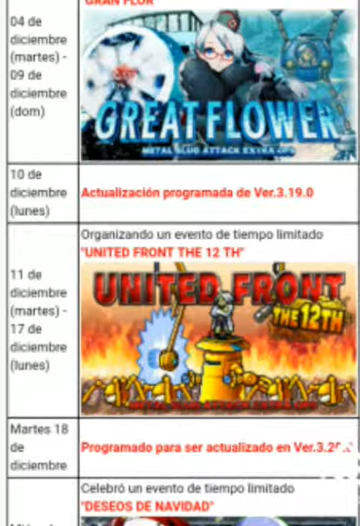 "GRAN FLOR"
04 de
diciembre
(martes) -
09 de
diciembre
(dom)
GREAT FLOWER
METAL SLUG ATTACK EXTRA OPS
10 de
diciembre
(lunes)
Actualización programada de Ver.3.19.0
Organizando un evento de tiempo limitado
"UNITED FRONT THE 12 TH"
11 de
diciembre
(martes) -
17 de
diciembre
(lunes)
UNITED FRONT
THE 12TH
Martes 18
de
diciembre
Programado para ser actualizado en
Celebró un evento de tiempo limitado
"DESEOS DE NAVIDAD"